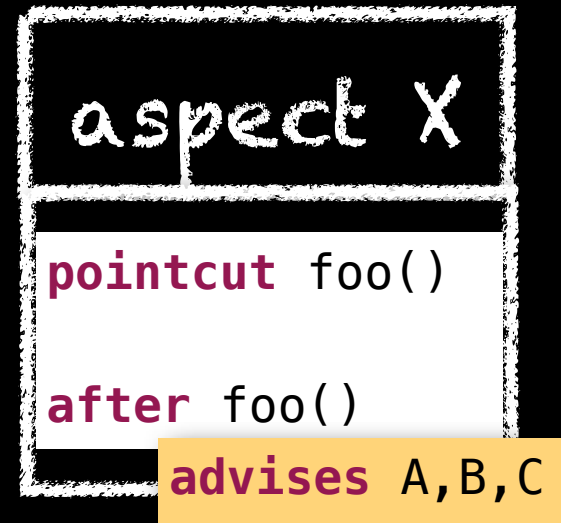 aspect X
pointcut foo()
after foo()
advises A,B,C